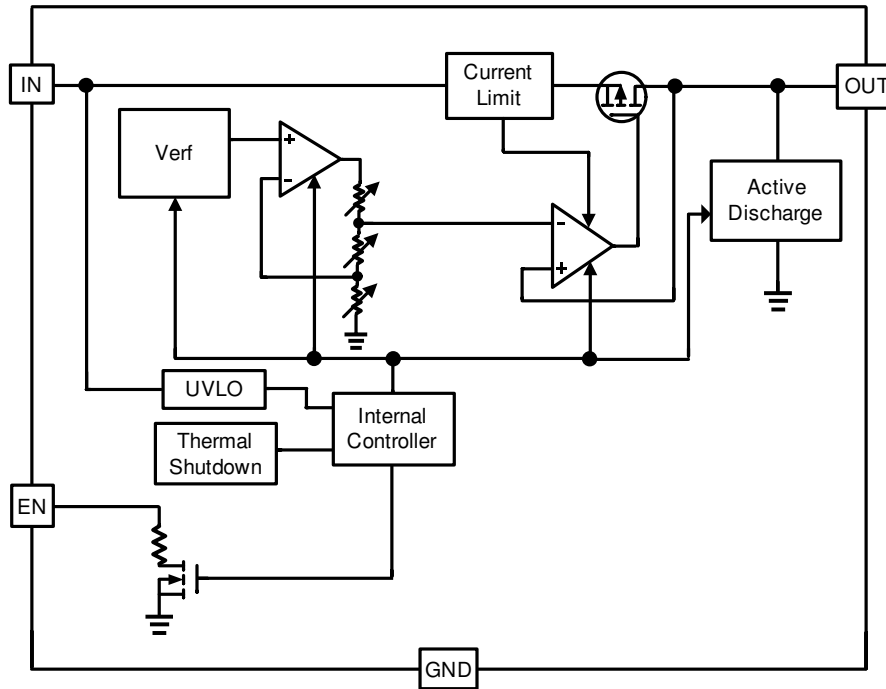 IN
Current
Limit
OUT
Verf
+
-
Active
Discharge
-
+
UVLO
Internal
Controller
Thermal
Shutdown
EN
GND